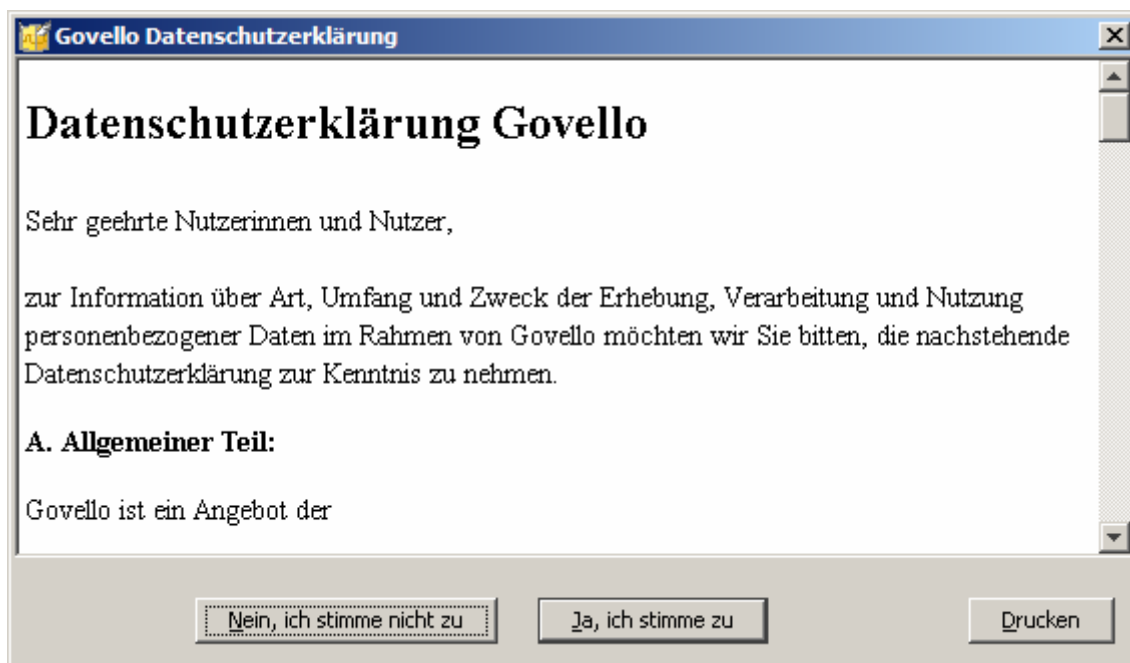 Govello Datenschutzerklärung
Datenschutzerklärung Govello
Sehr geehrte Nutzerinnen und Nutzer,
zur Information über Art, Umfang und Zweck der Erhebung, Verarbeitung und Nutzung
personenbezogener Daten im Rahmen von Govello möchten wir Sie bitten, die nachstehende
Datenschutzerklärung zur Kenntnis zu nehmen.
A. Allgemeiner Teil:
Govello ist ein Angebot der
Nein, ich stimme nicht zu
Ja, ich stimme zu
Drucken